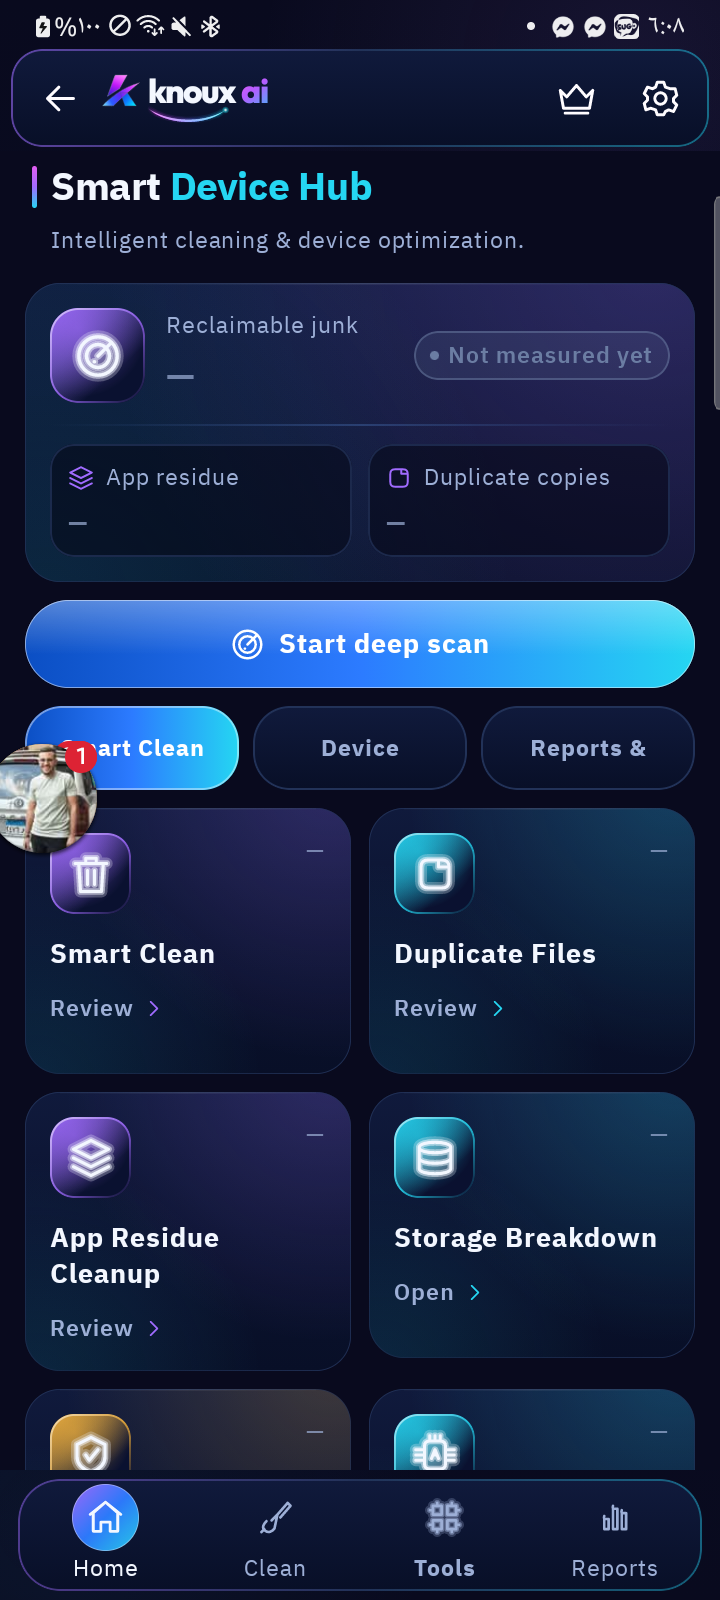 %١٠٠
٦:٠٨
knoux ai
Smart Device Hub
Intelligent cleaning & device optimization.
Reclaimable junk
—
Not measured yet
App residue
Duplicate copies
—
—
Start deep scan
Clean
Device
Reports &
1
—
—
Smart Clean
Duplicate Files
Review
Review
—
—
App Residue
Cleanup
Storage Breakdown
Review
Open
—
—
Home
Clean
Tools
Reports